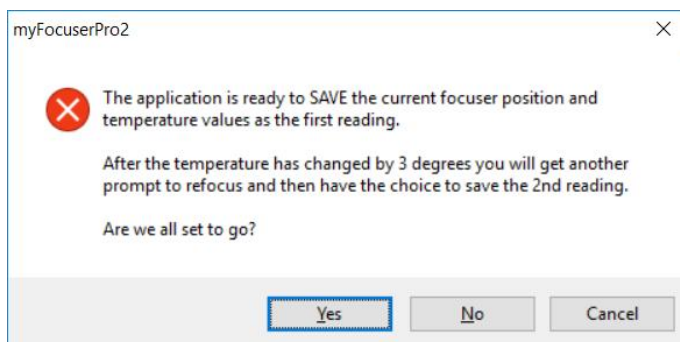 myFocuserPro2
The application is ready to SAVE the current focuser position and
temperature values as the first reading.
After the temperature has changed by 3 degrees you will get another
prompt to refocus and then have the choice to save the 2nd reading.
Are we all set to go?
Yes
No
Cancel